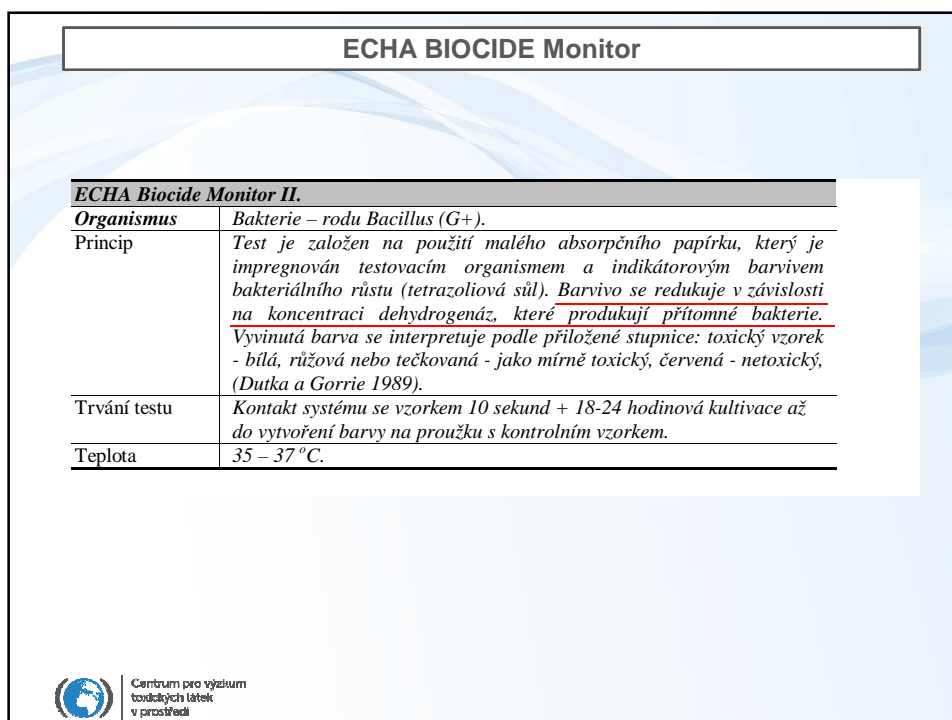 ECHA BIOCIDE Monitor
ECHA Biocide Monitor II.
Organismus Bakterie – rodu Bacillus (G+).
Princip Test je založen na použití malého absorpčního papírku, který je
impregnován testovacím organismem a indikátorovým barvivem
bakteriálního růstu (tetrazoliová sůl). Barvivo se redukuje v závislosti
na koncentraci dehydrogenáz, které produkují přítomné bakterie.
Vyvinutá barva se interpretuje podle přiložené stupnice: toxický vzorek
- bílá, růžová nebo tečkovaná - jako mírně toxický, červená - netoxický,
(Dutka a Gorrie 1989).
Trvání testu Kontakt systému se vzorkem 10 sekund + 18-24 hodinová kultivace až
do vytvoření barvy na proužku s kontrolním vzorkem.
Teplota 35 – 37 °C.
Centrum pro výzkum
toxických látek
v prostředí